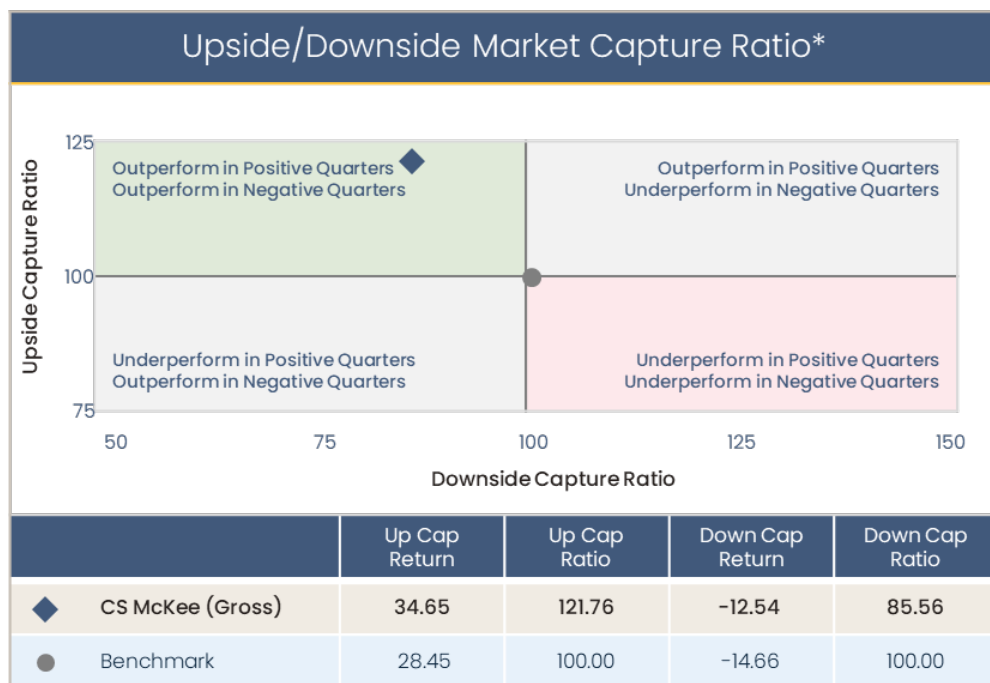 Upside/Downside Market Capture Ratio*
125
Outperform in Positive Quarters
Outperform in Negative Quarters
Outperform in Positive Quarters
Underperform in Negative Quarters
Upside Capture Ratio
100
Underperform in Positive Quarters
Outperform in Negative Quarters
Underperform in Positive Quarters
Underperform in Negative Quarters
75
50 75 100 125 150
Downside Capture Ratio
Up Cap Return Up Cap Ratio Down Cap Return Down Cap Ratio
CS McKee (Gross) 34.65 121.76 -12.54 85.56
Benchmark 28.45 100.00 -14.66 100.00